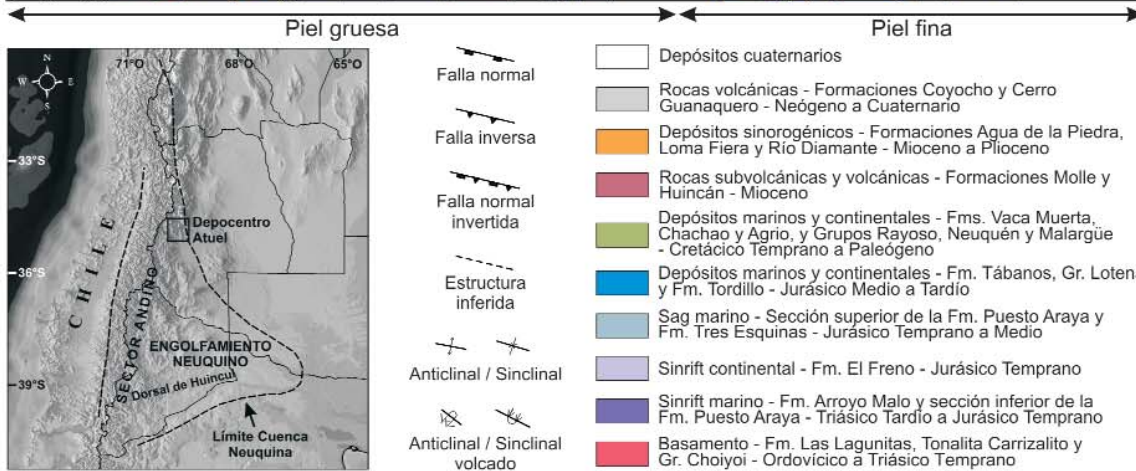 Piel gruesa
Piel fina
71°O
68°O
65°O
N
W
E
S
33°S
36°S
39°S
CHILE
Depocentro
Atuel
SECTOR ANDINO
ENGOLFAMIENTO
NEUQUINO
Dorsal de Huincul
Límite Cuenca
Neuquina
Falla normal
Falla inversa
Falla normal
invertida
Estructura
inferida
Anticlinal / Sinclinal
Anticlinal / Sinclinal
volcado
Depósitos cuaternarios
Rocas volcánicas - Formaciones Coyocho y Cerro
Guanaquero - Neógeno a Cuaternario
Depósitos sinorogénicos - Formaciones Agua de la Piedra,
Loma Fiera y Río Diamante - Mioceno a Plioceno
Rocas subvolcánicas y volcánicas - Formaciones Molle y
Huincán - Mioceno
Depósitos marinos y continentales - Fms. Vaca Muerta,
Chachao y Agrio, y Grupos Rayoso, Neuquén y Malargüe
- Cretácico Temprano a Paleógeno
Depósitos marinos y continentales - Fm. Tábanos, Gr. Lotena
y Fm. Tordillo - Jurásico Medio a Tardío
Sag marino - Sección superior de la Fm. Puesto Araya y
Fm. Tres Esquinas - Jurásico Temprano a Medio
Sinrift continental - Fm. El Freno - Jurásico Temprano
Sinrift marino - Fm. Arroyo Malo y sección inferior de la
Fm. Puesto Araya - Triásico Tardío a Jurásico Temprano
Basamento - Fm. Las Lagunitas, Tonalita Carrizalito y
Gr. Choiyoi - Ordovícico a Triásico Temprano